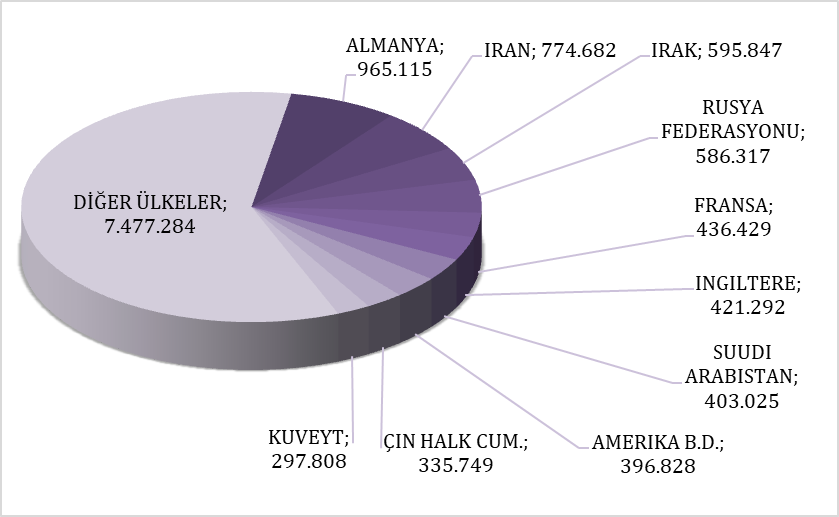 ALMANYA;
965.115
IRAN; 774.682
IRAK; 595.847
RUSYA
FEDERASYONU;
586.317
FRANSA;
436.429
INGILTERE;
421.292
SUUDI
ARABISTAN;
403.025
AMERIKA B.D.;
396.828
ÇIN HALK CUM.;
335.749
KUVEYT;
297.808
DİĞER ÜLKELER;
7.477.284